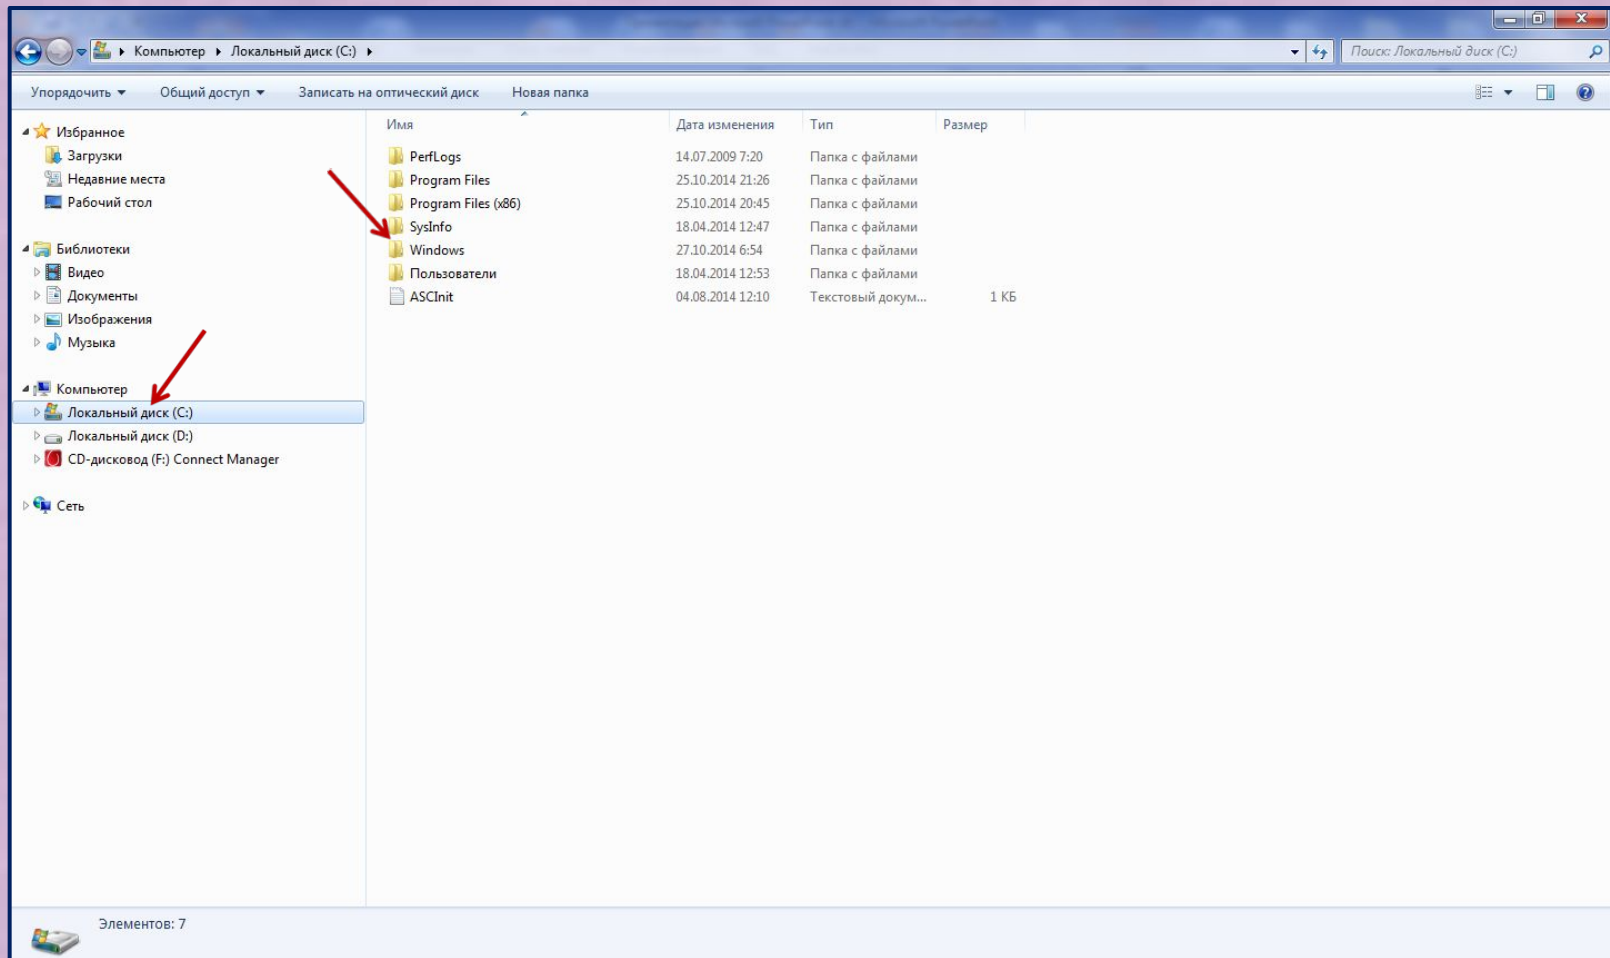 Компьютер Локальный диск (C:) Поиск: Локальный диск (C:)
Упорядочить Общий доступ Записать на оптический диск Новая папка
Избранное
Загрузки
Недавние места
Рабочий стол
Библиотеки
Видео
Документы
Изображения
Музыка
Компьютер
Локальный диск (C:)
Локальный диск (D:)
CD-дисковод (F:) Connect Manager
Сеть
Имя Дата изменения Тип Размер
PerfLogs 14.07.2009 7:20 Папка с файлами
Program Files 25.10.2014 21:26 Папка с файлами
Program Files (x86) 25.10.2014 20:45 Папка с файлами
SysInfo 18.04.2014 12:47 Папка с файлами
Windows 27.10.2014 6:54 Папка с файлами
Пользователи 18.04.2014 12:53 Папка с файлами
ASCInit 04.08.2014 12:10 Текстовый докум... 1 КБ
Элементов: 7